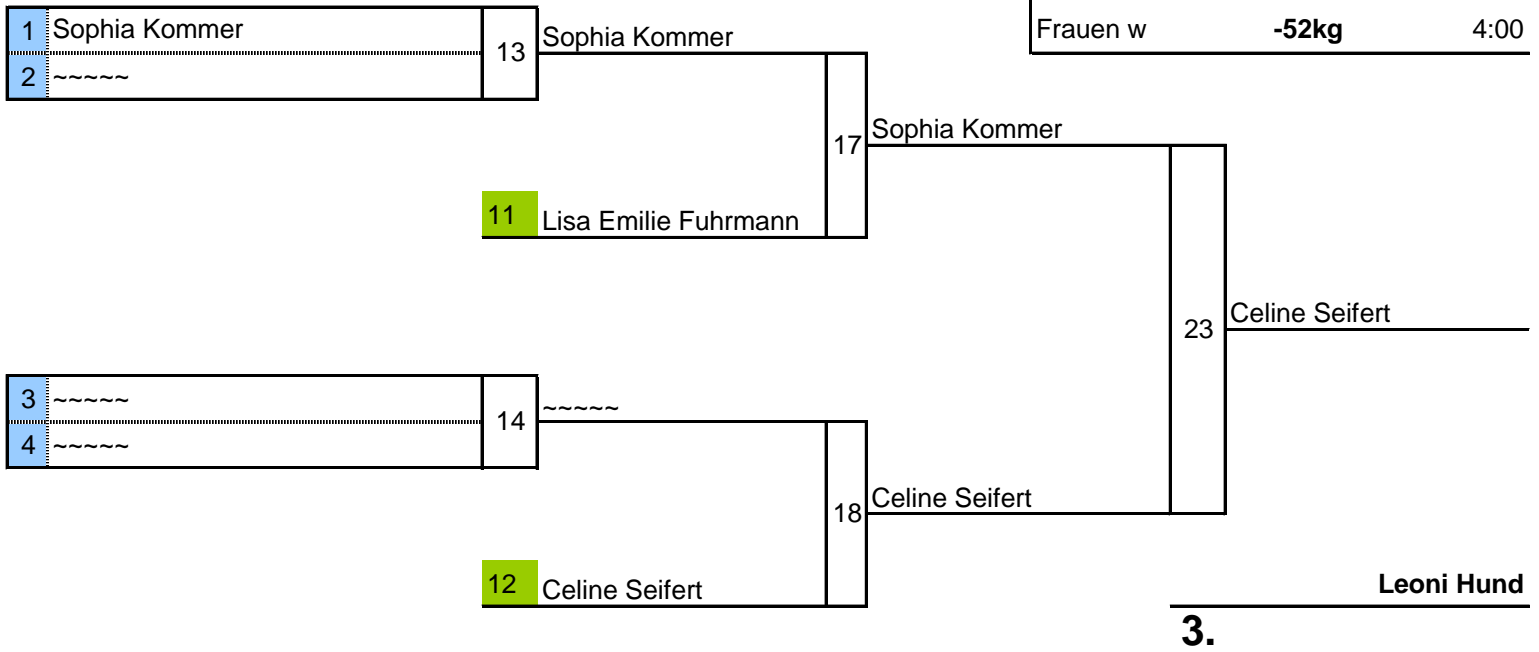 Frauen w -52kg 4:00
1 Sophia Kommer
13 Sophia Kommer
2 ~~~~~
17 Sophia Kommer
11 Lisa Emilie Fuhrmann
23 Celine Seifert
3 ~~~~~
14 ~~~~~
4 ~~~~~
18 Celine Seifert
12 Celine Seifert
Leoni Hund
3.